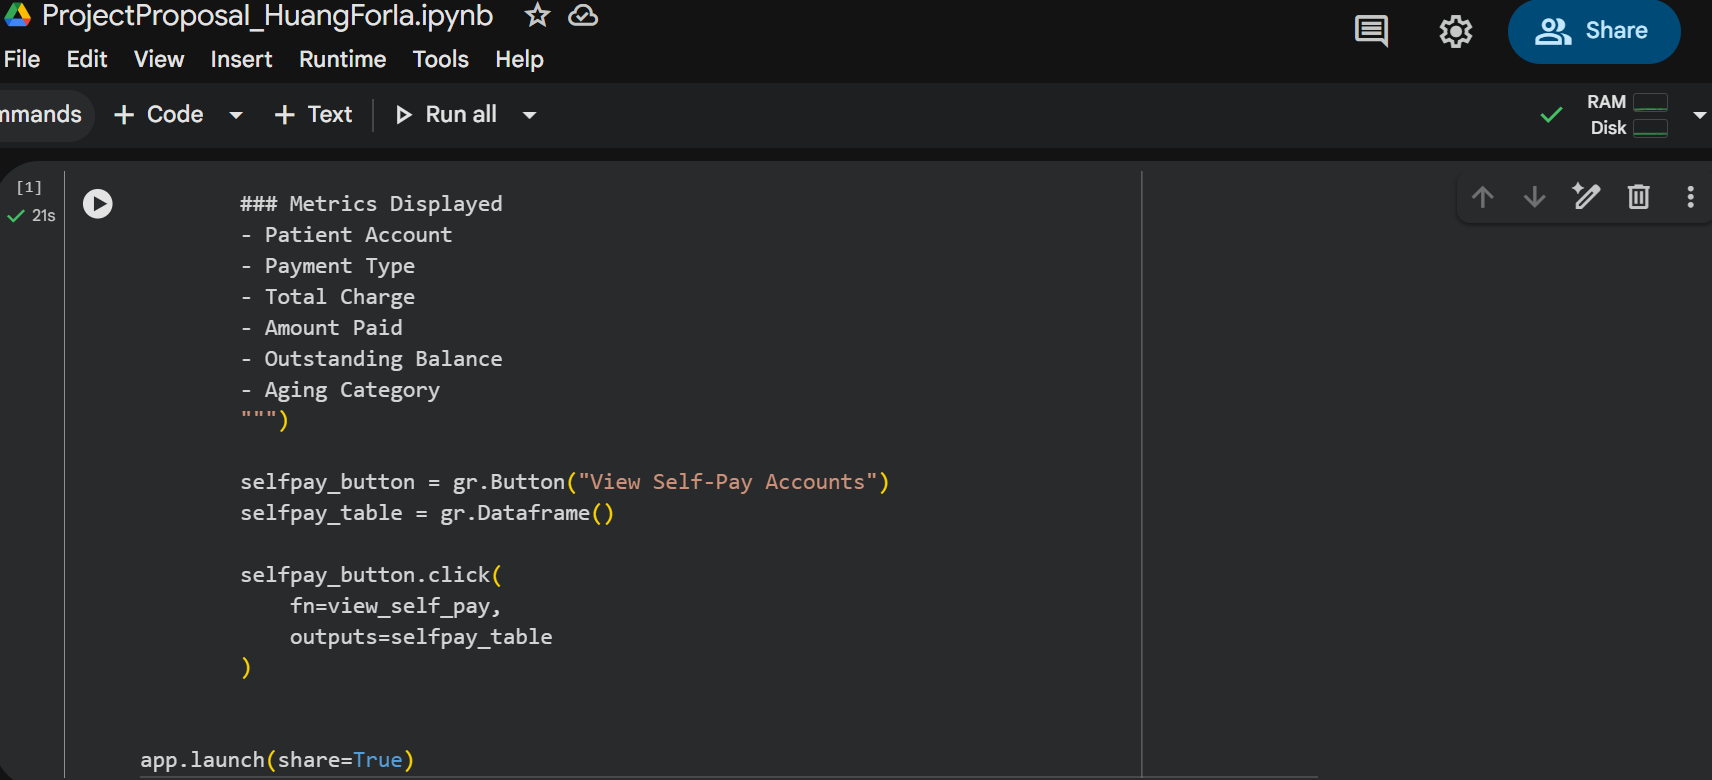 ProjectProposal_HuangForla.ipynb
File Edit View Insert Runtime Tools Help
Share
mmands + Code + Text Run all
RAM
Disk
[1]
21s
### Metrics Displayed
- Patient Account
- Payment Type
- Total Charge
- Amount Paid
- Outstanding Balance
- Aging Category
""")
selfpay_button = gr.Button("View Self-Pay Accounts")
selfpay_table = gr.Dataframe()
selfpay_button.click(
fn=view_self_pay,
outputs=selfpay_table
)
app.launch(share=True)